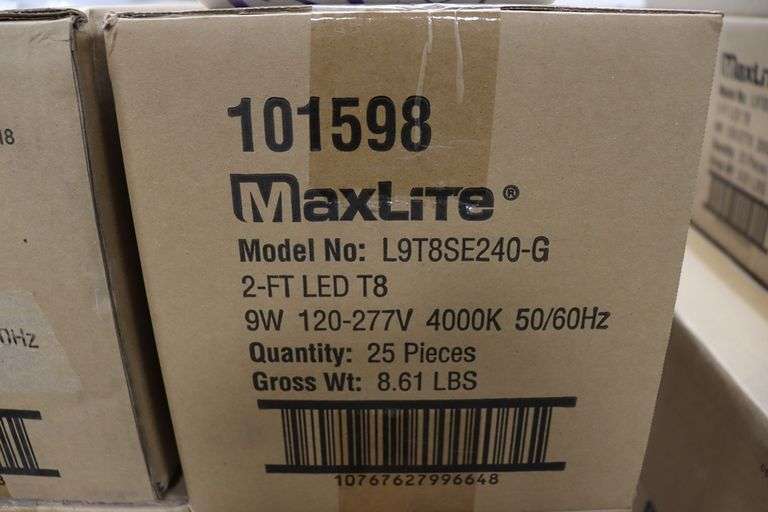 101598
MAXLITE®
Model No: L9T8SE240-G
2-FT LED T8
9W 120-277V 4000K 50/60Hz
Quantity: 25 Pieces
Gross Wt: 8.61 LBS
10767627996648
MAXLITE